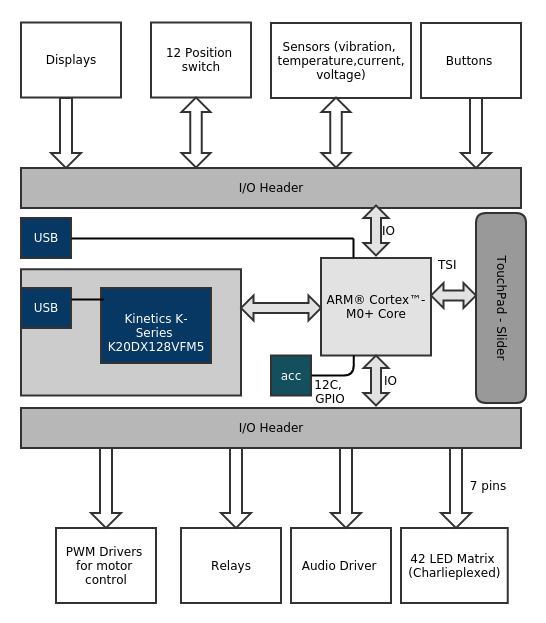 Displays
12 Position
switch
Sensors (vibration,
temperature,current,
voltage)
Buttons
I/O Header
IO
USB
TSI
TouchPad - Slider
USB
Kinetics K-
Series
K20DX128VFM5
ARM® Cortex™-
M0+ Core
acc
12C,
GPIO
IO
I/O Header
7 pins
PWM Drivers
for motor
control
Relays
Audio Driver
42 LED Matrix
(Charlieplexed)